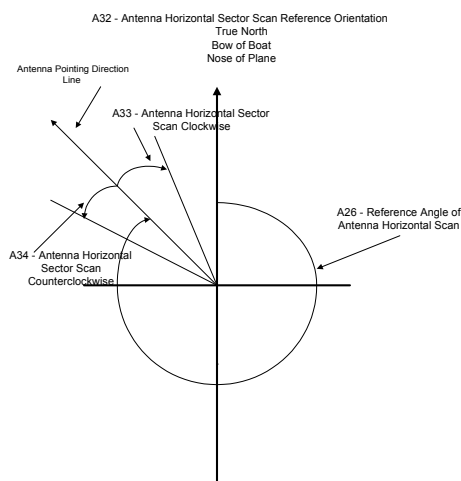 A32 - Antenna Horizontal Sector Scan Reference Orientation
True North
Bow of Boat
Nose of Plane
Antenna Pointing Direction
Line
A33 - Antenna Horizontal Sector
Scan Clockwise
A26 - Reference Angle of
Antenna Horizontal Scan
A34 - Antenna Horizontal
Sector Scan
Counterclockwise